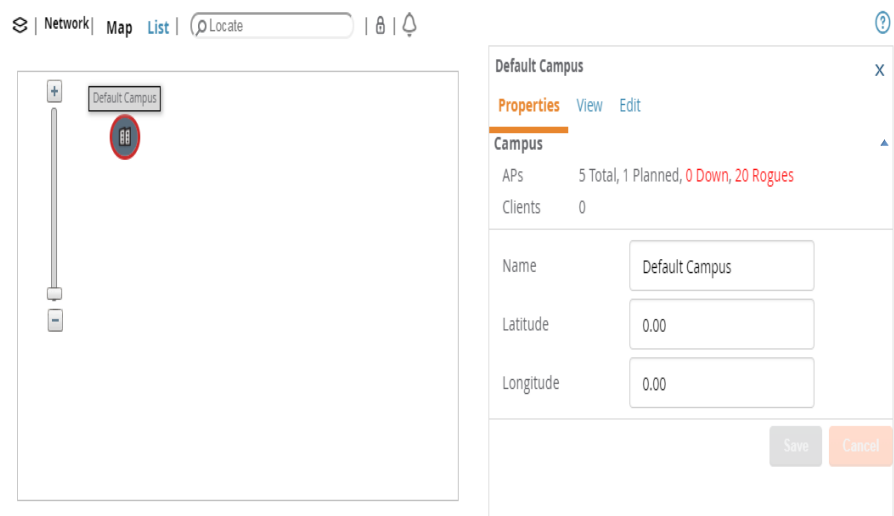 Network Map List Locate ?
Default Campus
+
-
Default Campus X
Properties View Edit
Campus
APs 5 Total, 1 Planned, 0 Down, 20 Rogues
Clients 0
Name Default Campus
Latitude 0.00
Longitude 0.00
Save Cancel